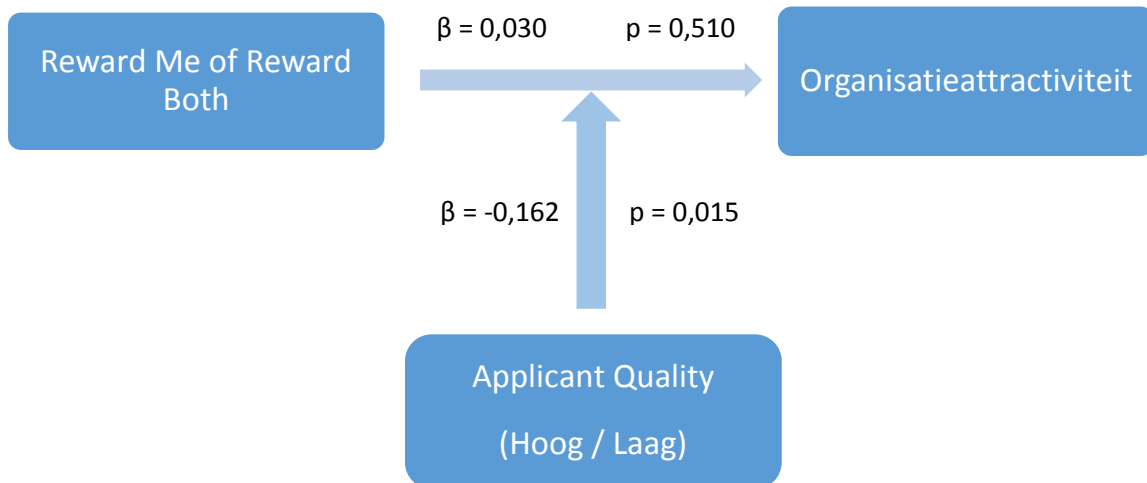 β = 0,030 p = 0,510
Reward Me of Reward
Both
Organisatieattractiviteit
β = -0,162 p = 0,015
Applicant Quality
(Hoog / Laag)